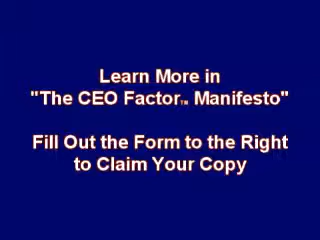 Learn More in
"The CEO Factor™. Manifesto"
Fill Out the Form to the Right
to Claim Your Copy